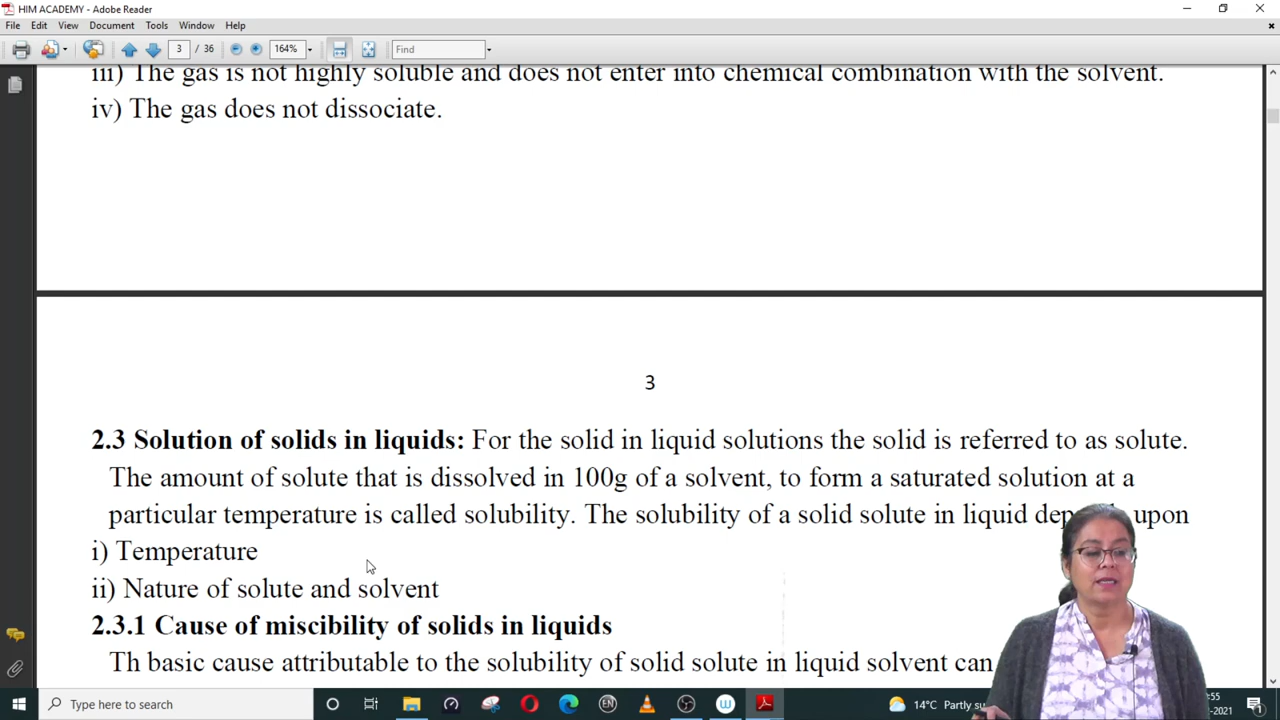 HIM ACADEMY - Adobe Reader
File Edit View Document Tools Window Help
3 / 36 164% Find
iii) The gas is not highly soluble and does not enter into chemical combination with the solvent.
iv) The gas does not dissociate.
3
2.3 Solution of solids in liquids: For the solid in liquid solutions the solid is referred to as solute.
The amount of solute that is dissolved in 100g of a solvent, to form a saturated solution at a
particular temperature is called solubility. The solubility of a solid solute in liquid upon
i) Temperature
ii) Nature of solute and solvent
2.3.1 Cause of miscibility of solids in liquids
Th basic cause attributable to the solubility of solid solute in liquid solvent can
Type here to search
14°C Partly su